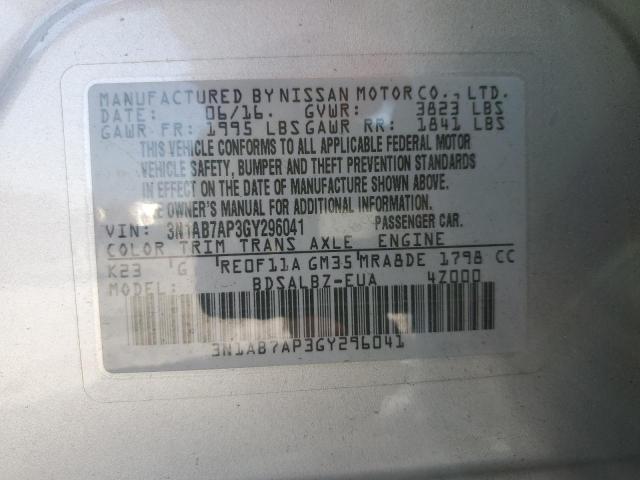 MANUFACTURED BY NISSAN MOTOR CO., LTD.
DATE: 06/16. GVWR: 3823 LBS
GAWR FR: 1995 LBS GAWR RR: 1841 LBS
THIS VEHICLE CONFORMS TO ALL APPLICABLE FEDERAL MOTOR
VEHICLE SAFETY, BUMPER AND THEFT PREVENTION STANDARDS
IN EFFECT ON THE DATE OF MANUFACTURE SHOWN ABOVE.
OWNER'S MANUAL FOR ADDITIONAL INFORMATION.
VIN: 3N1AB7AP3GY296041 PASSENGER CAR.
COLOR TRIM TRANS AXLE ENGINE
K23 G RE0F11A GM35 MRA8DE 1798 CC
MODEL: BDSALBZ-EUA 4Z000
3N1AB7AP3GY296041